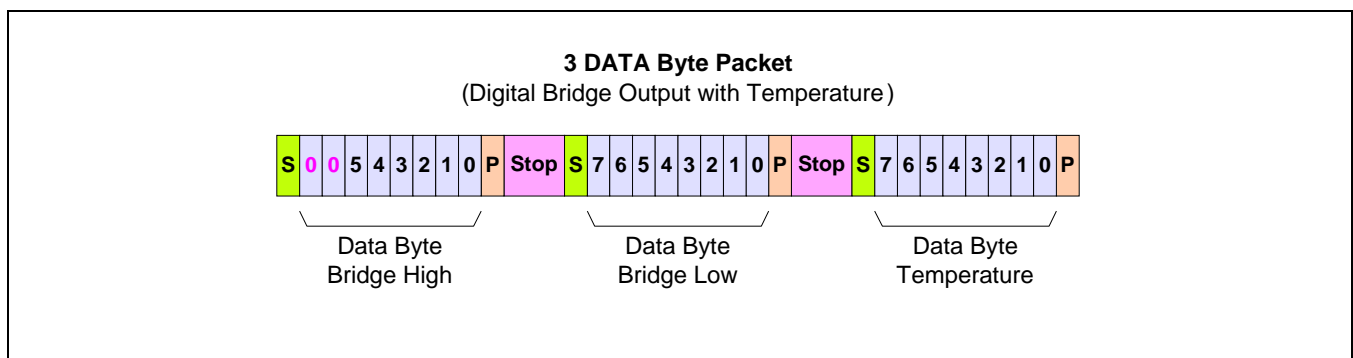 3 DATA Byte Packet
(Digital Bridge Output with Temperature)
S 0 0 5 4 3 2 1 0 P Stop S 7 6 5 4 3 2 1 0 P Stop S 7 6 5 4 3 2 1 0 P
Data Byte Data Byte Data Byte
Bridge High Bridge Low Temperature